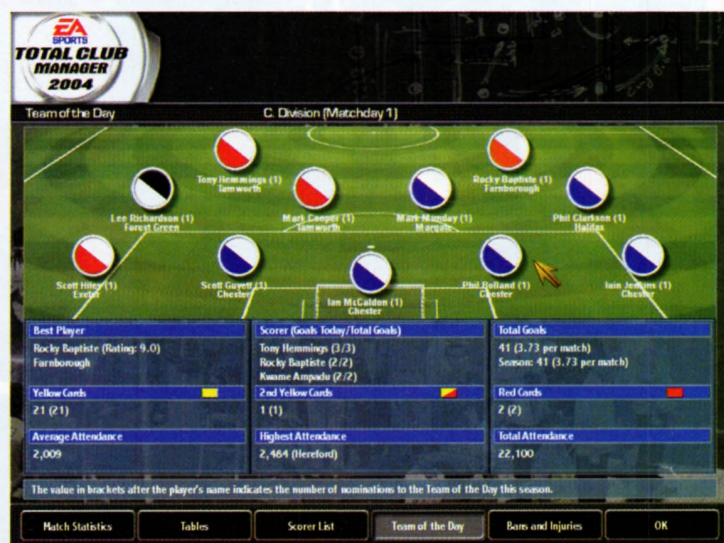 EA
SPORTS
TOTAL CLUB
MANAGER
2004
Team of the Day
C. Division (Matchday 1)
Tony Hemmings (1)
Tamworth
Rocky Baptiste (1)
Farnborough
Lee Richardson (1)
Forest Green
Mark Cooper (1)
Tamworth
Mark Munday (1)
Margate
Phil Clarkson (1)
Halifax
Scott Hiley (1)
Exeter
Scott Guyett (1)
Chester
Ian McCaldon (1)
Chester
Phil Bolland (1)
Chester
Iain Jenkins (1)
Chester
Best Player
Rocky Baptiste (Rating: 9.0)
Farnborough
Scorer (Goals Today/Total Goals)
Tony Hemmings (3/3)
Rocky Baptiste (2/2)
Kwame Ampadu (2/2)
Total Goals
41 (3.73 per match)
Season: 41 (3.73 per match)
Yellow Cards
21 (21)
2nd Yellow Cards
1 (1)
Red Cards
2 (2)
Average Attendance
2,009
Highest Attendance
2,464 (Hereford)
Total Attendance
22,100
The value in brackets after the player's name indicates the number of nominations to the Team of the Day this season.
Match Statistics
Tables
Scorer List
Team of the Day
Bans and Injuries
OK